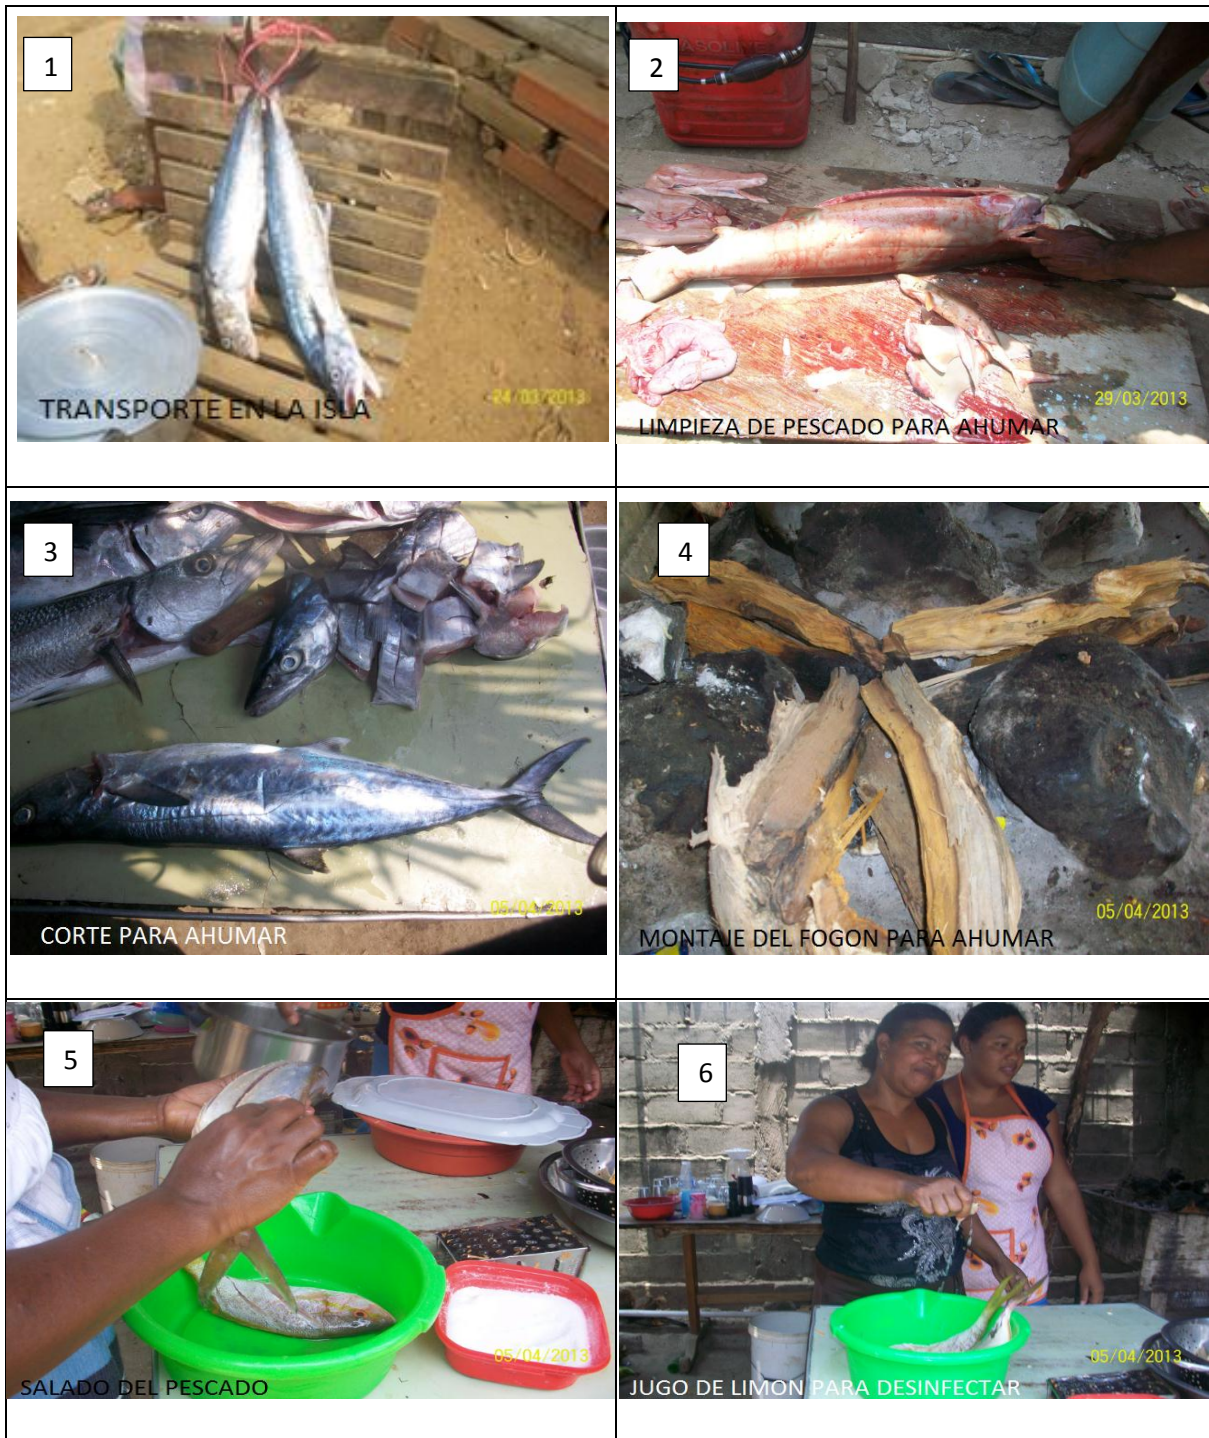 1
TRANSPORTE EN LA ISLA
24/03/2013
2
GASOLINE
29/03/2013
LIMPIEZA DE PESCADO PARA AHUMAR
3
05/04/2013
CORTE PARA AHUMAR
4
05/04/2013
MONTAJE DEL FOGON PARA AHUMAR
5
05/04/2013
SALADO DEL PESCADO
6
05/04/2013
JUGO DE LIMON PARA DESINFECTAR